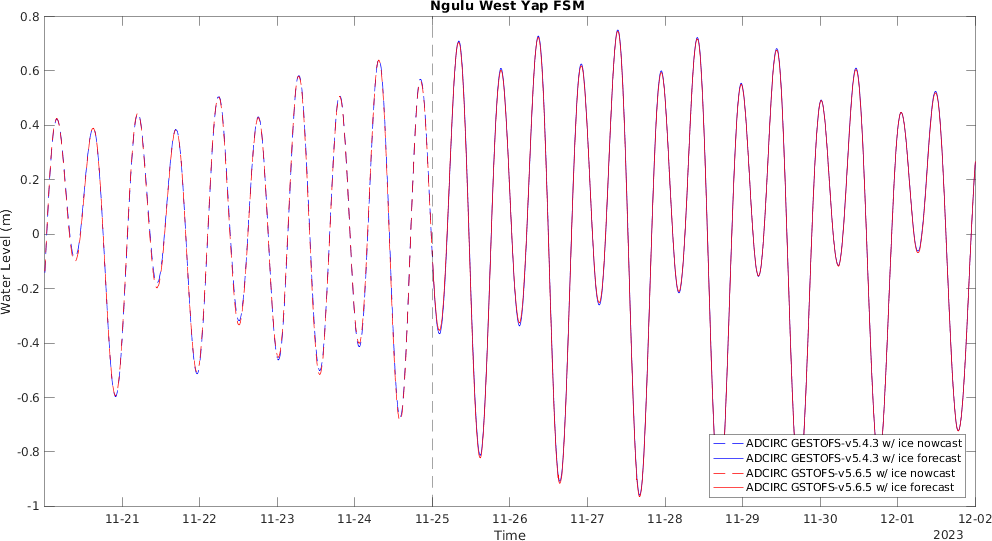 Ngulu West Yap FSM
0.8
0.6
0.4
0.2
0
-0.2
-0.4
-0.6
-0.8
-1
Water Level (m)
ADCIRC GESTOFS-v5.4.3 w/ ice nowcast
ADCIRC GESTOFS-v5.4.3 w/ ice forecast
ADCIRC GSTOFS-v5.6.5 w/ ice nowcast
ADCIRC GSTOFS-v5.6.5 w/ ice forecast
11-21 11-22 11-23 11-24 11-25 11-26 11-27 11-28 11-29 11-30 12-01 12-02
Time
2023